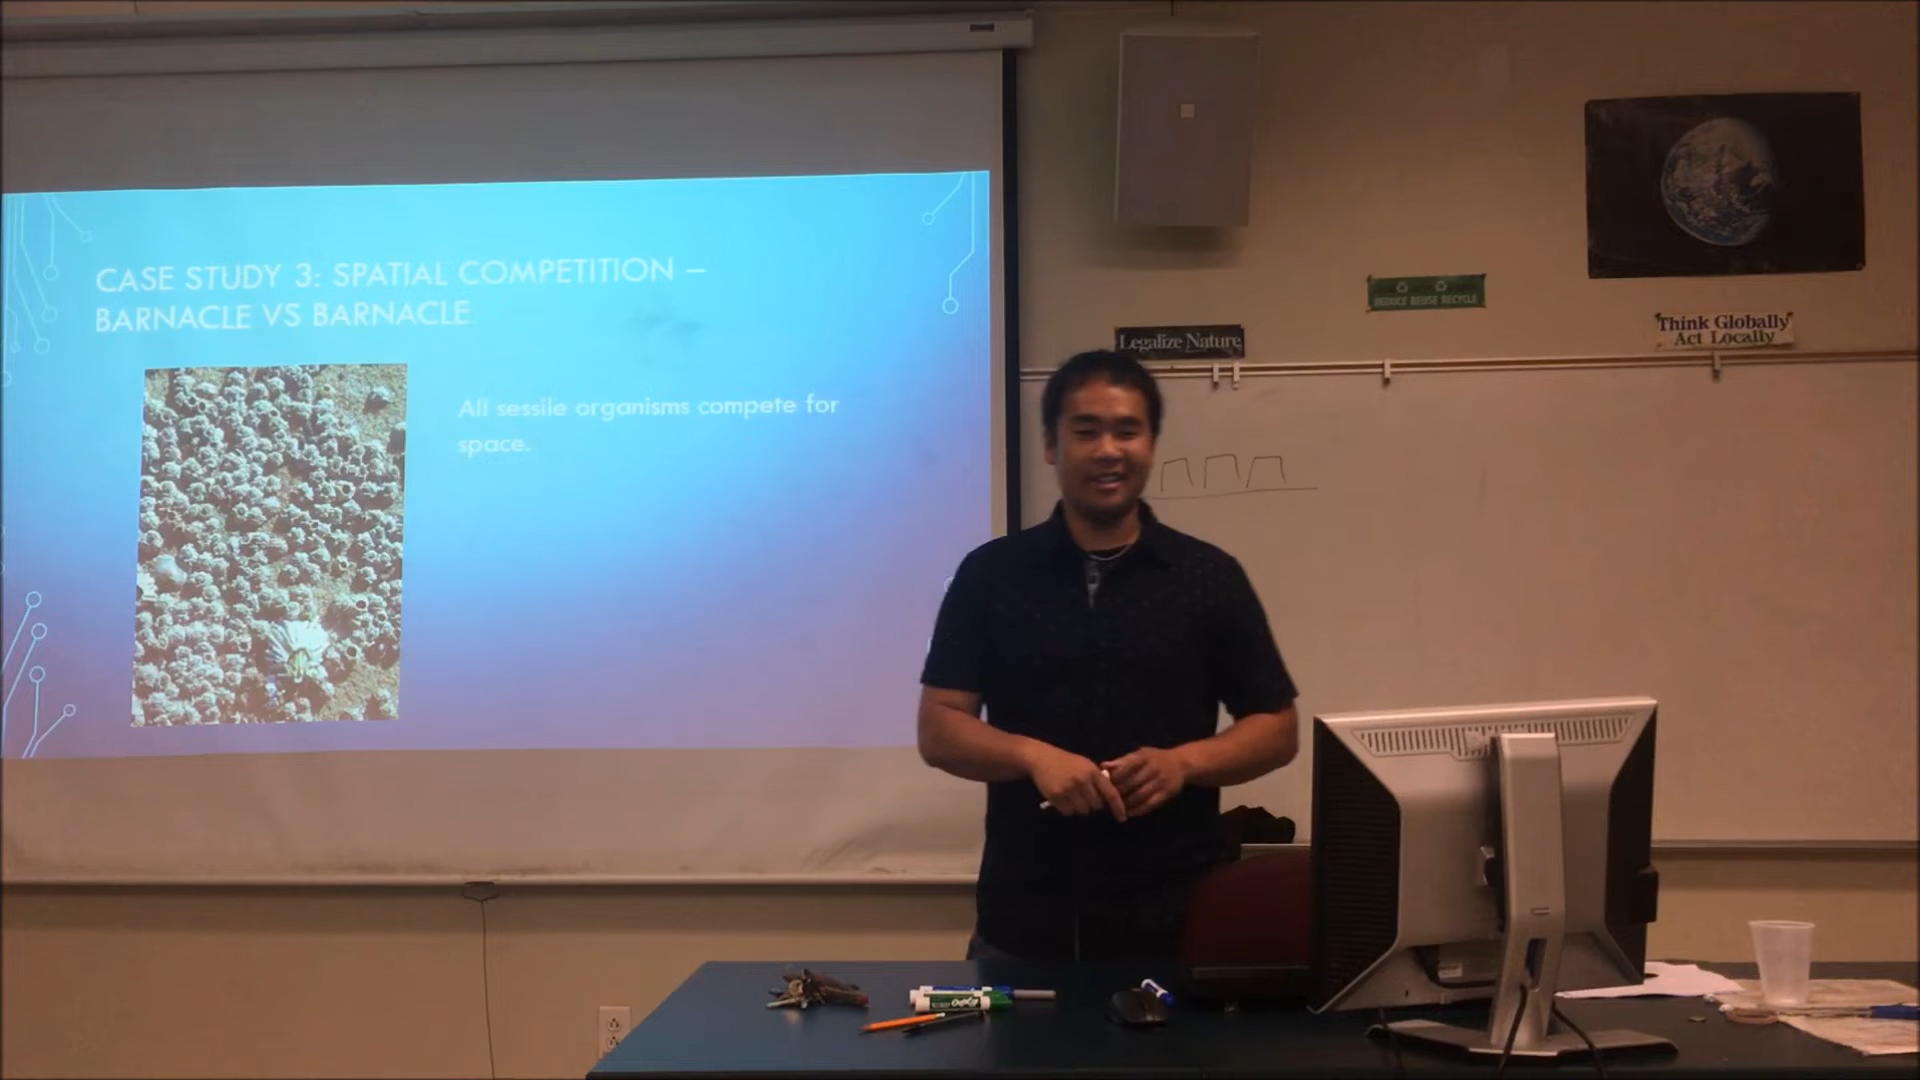 CASE STUDY 3: SPATIAL COMPETITION –
BARNACLE VS BARNACLE
All sessile organisms compete for
space.
Legalize Nature
REDUCE REUSE RECYCLE
Think Globally
Act Locally
EXPO